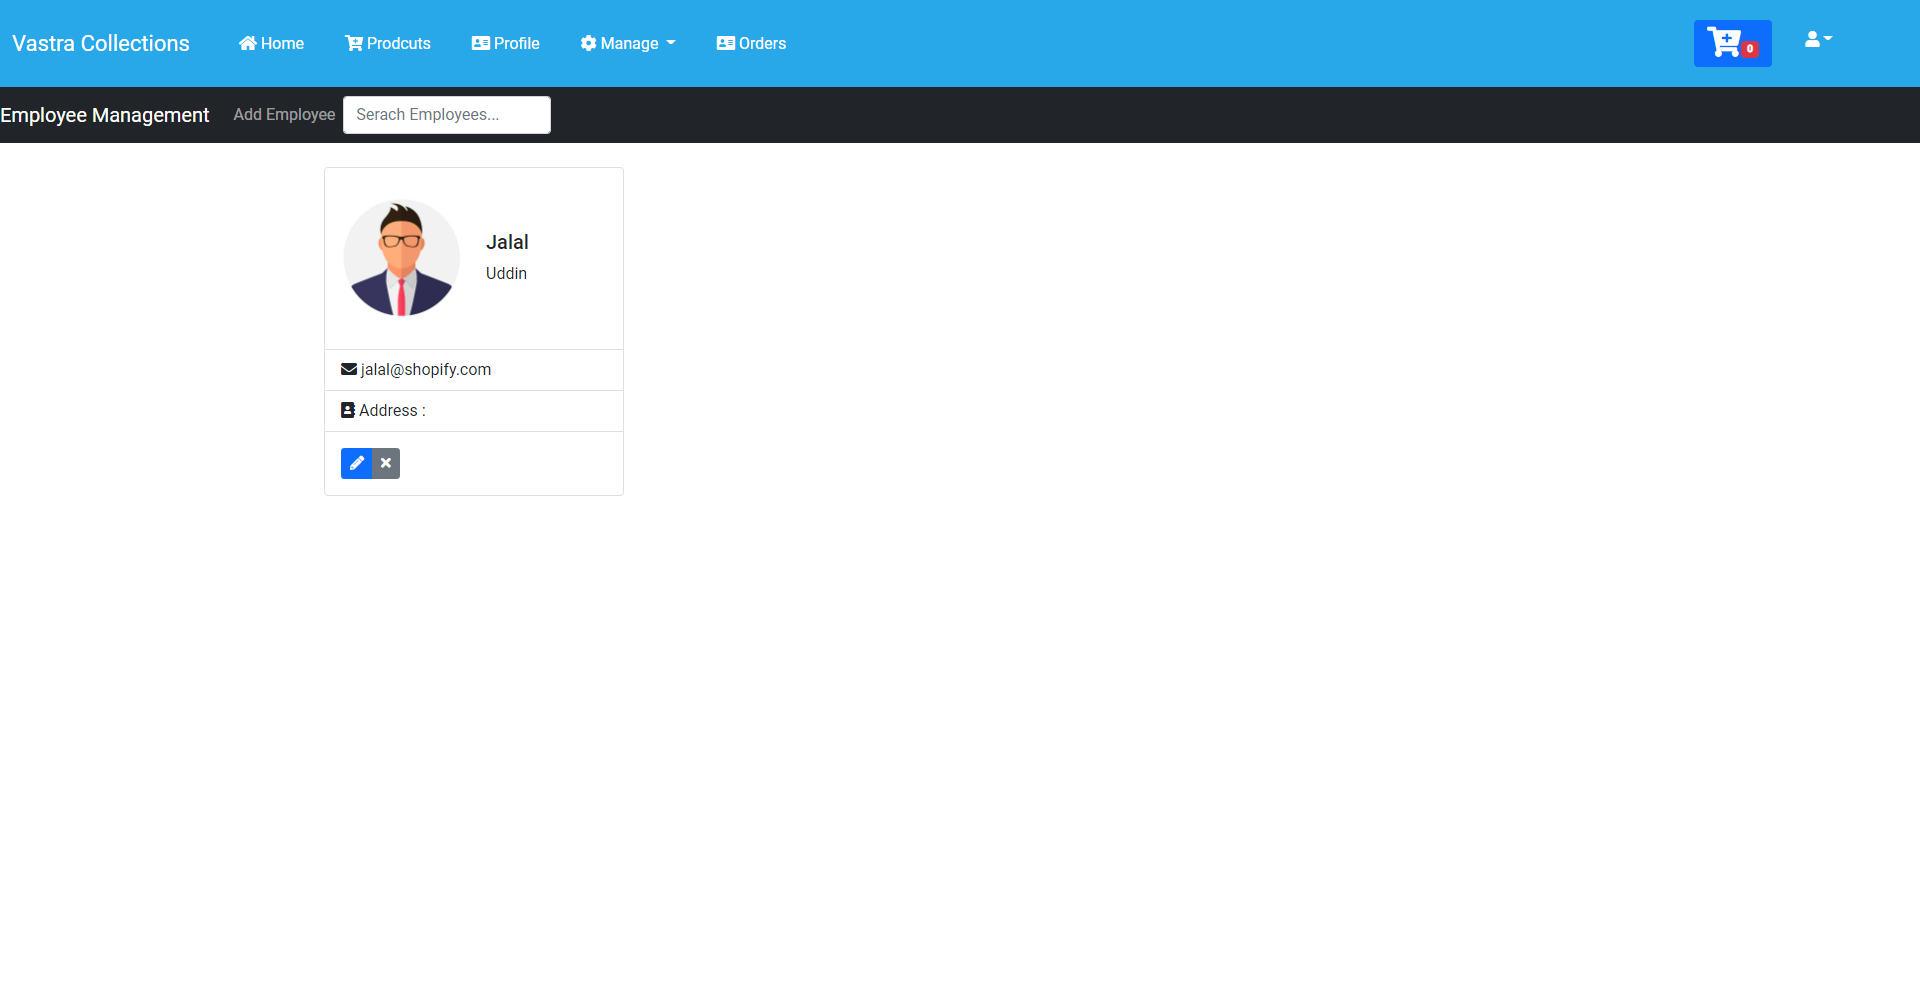 Vastra Collections Home Prodcuts Profile Manage Orders 0
Employee Management Add Employee Serach Employees...
Jalal
Uddin
jalal@shopify.com
Address :